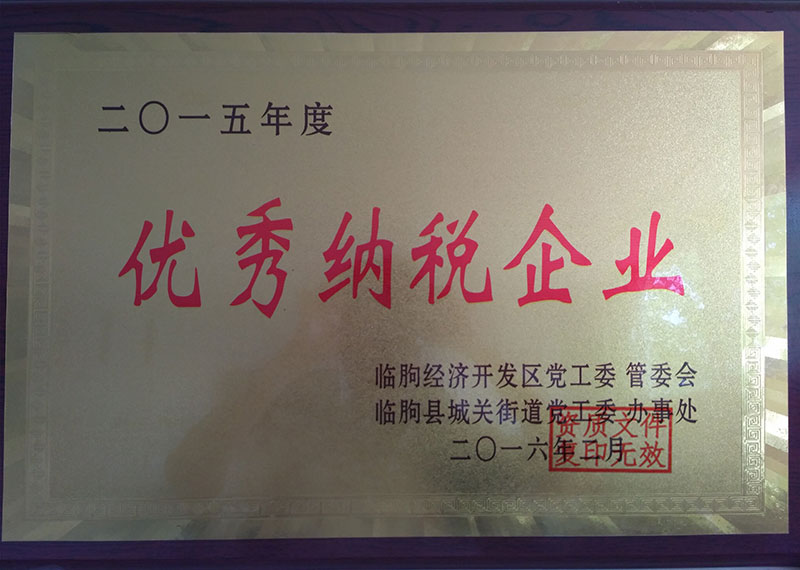 二〇一五年度
优秀纳税企业
临朐经济开发区党工委 管委会
临朐县城关街道党工委 办事处
二〇一六年二月
资质文件
复印无效